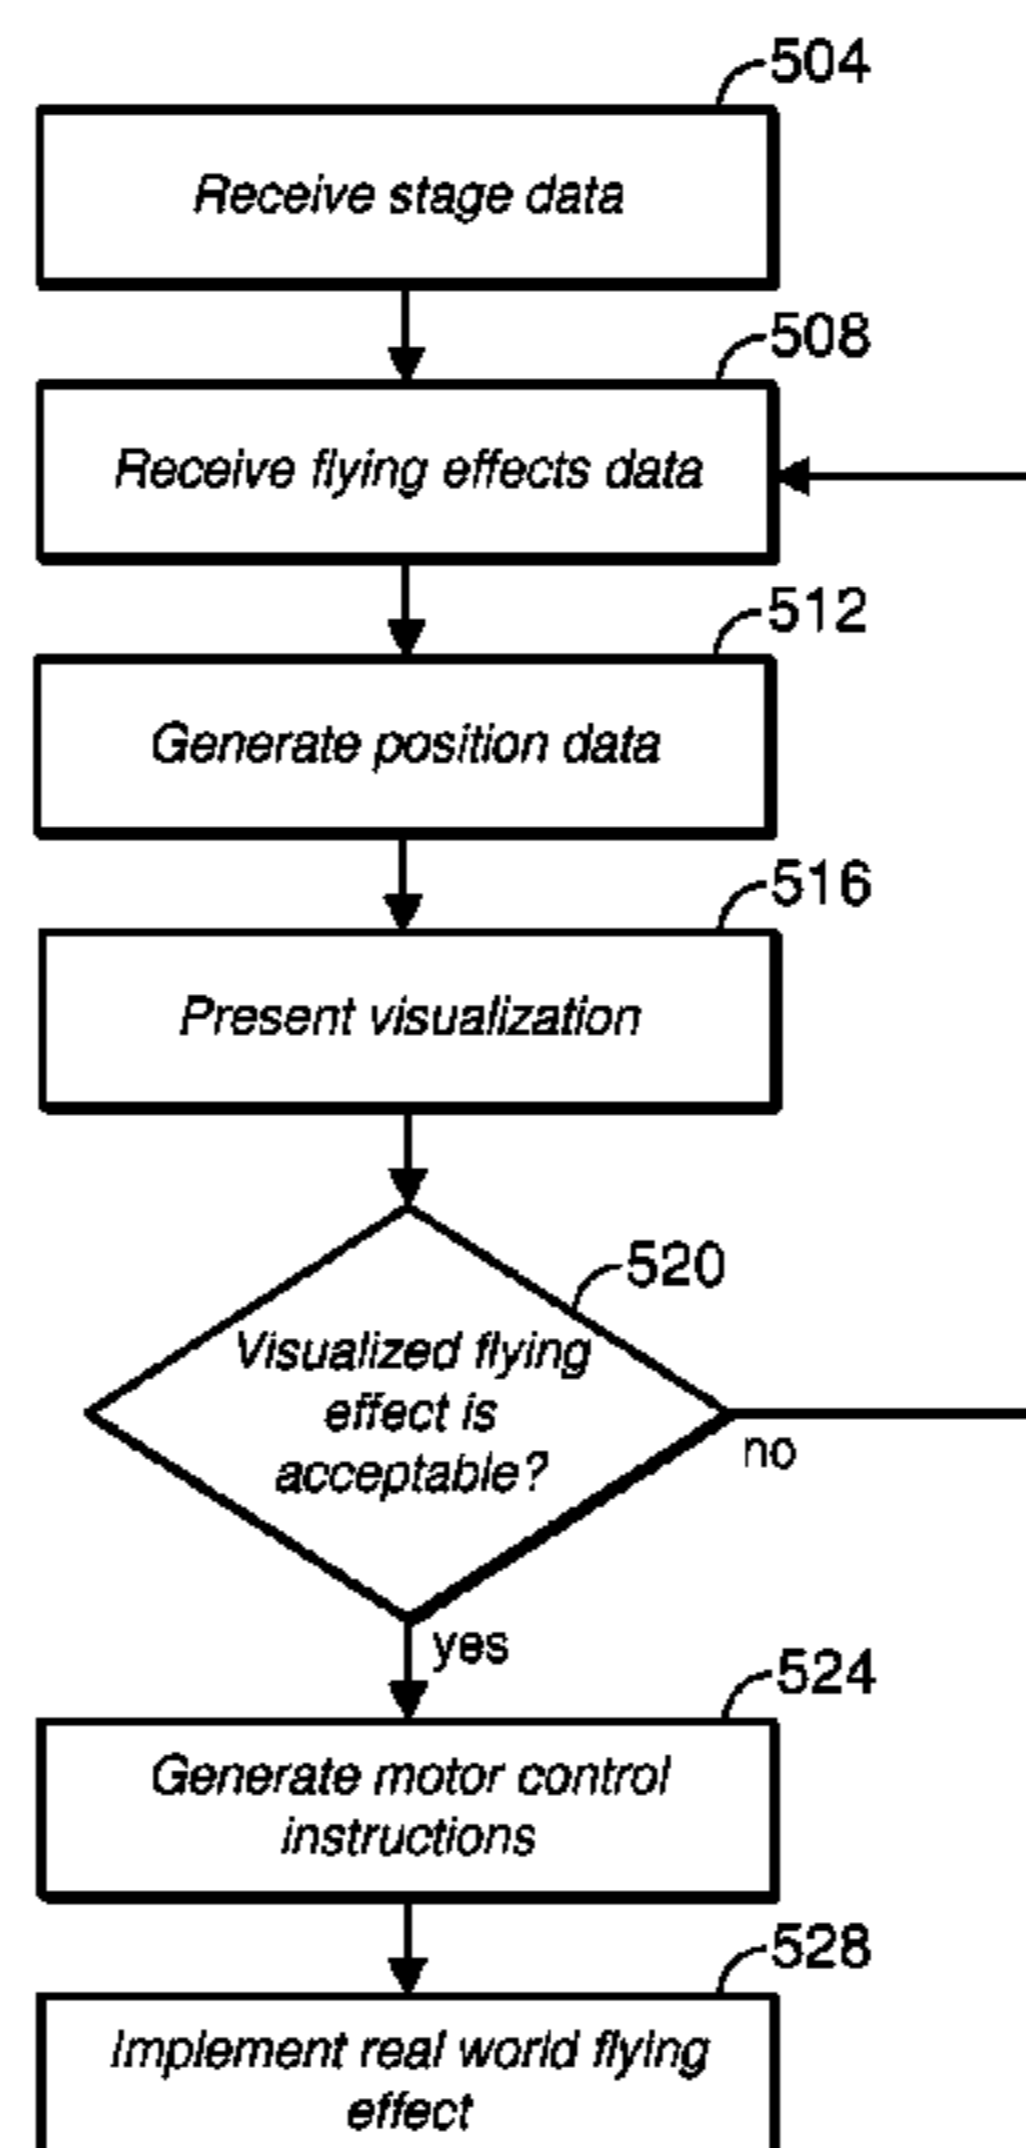 504
Receive stage data
508
Receive flying effects data
512
Generate position data
516
Present visualization
520
Visualized flying
effect is
acceptable?
no
yes
524
Generate motor control
instructions
528
Implement real world flying
effect